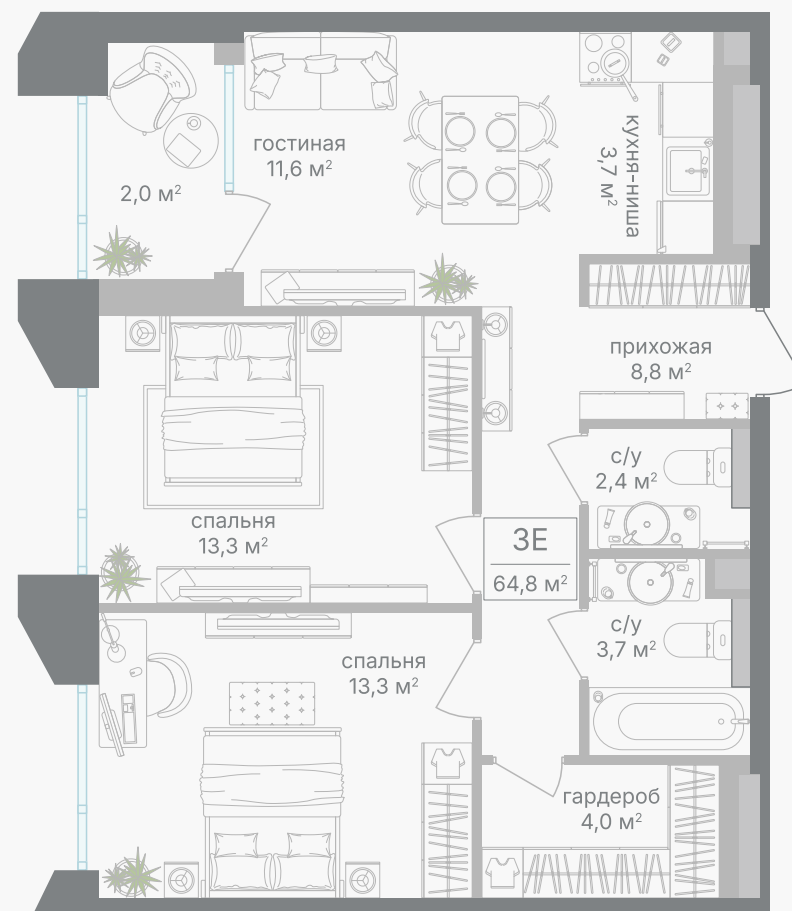 гостиная
11,6 м²
2,0 м²
кухня-ниша
3,7 м²
прихожая
8,8 м²
с/у
2,4 м²
спальня
13,3 м²
3Е
64,8 м²
с/у
3,7 м²
спальня
13,3 м²
гардероб
4,0 м²